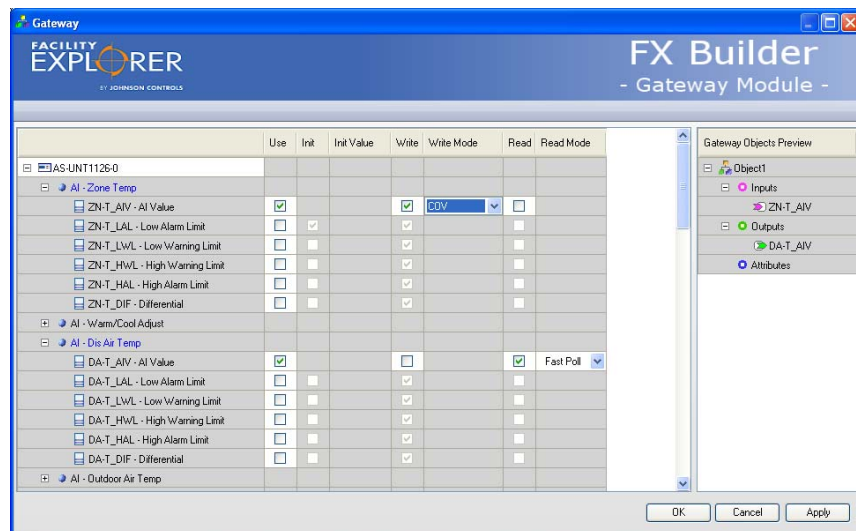 Gateway
FACILITY
EXPLORER
BY JOHNSON CONTROLS
FX Builder
- Gateway Module -
Use Init Init Value Write Write Mode Read Read Mode
Gateway Objects Preview
AS-UNT1126-0
AI - Zone Temp
ZN-T_AIV - AI Value COV
ZN-T_LAL - Low Alarm Limit
ZN-T_LWL - Low Warning Limit
ZN-T_HWL - High Warning Limit
ZN-T_HAL - High Alarm Limit
ZN-T_DIF - Differential
AI - Warm/Cool Adjust
AI - Dis Air Temp
DA-T_AIV - AI Value Fast Poll
DA-T_LAL - Low Alarm Limit
DA-T_LWL - Low Warning Limit
DA-T_HWL - High Warning Limit
DA-T_HAL - High Alarm Limit
DA-T_DIF - Differential
AI - Outdoor Air Temp
Object1
Inputs
ZN-T_AIV
Outputs
DA-T_AIV
Attributes
OK Cancel Apply